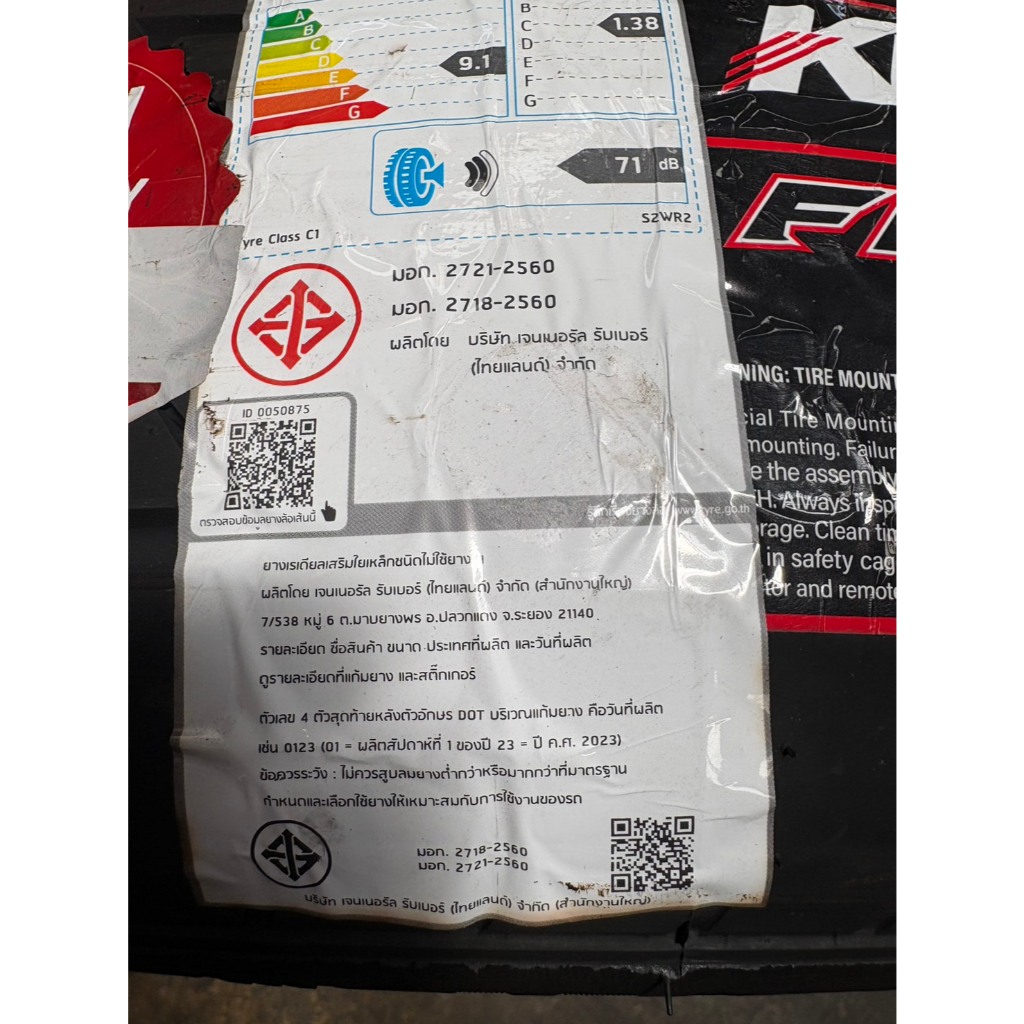 A
B
C
D
E
F
G
9.1
B
C
D
E
F
G
1.38
71 dB
yre Class C1
S2WR2
มอก. 2721-2560
มอก. 2718-2560
ผลิตโดย บริษัท เจนเนอรัล รับเบอร์
(ไทยแลนด์) จำกัด
ID 0050875
ตรวจสอบข้อมูลยางล้อเส้นนี้
www.tyre.go.th
ยางเรเดียลเสริมใยเหล็กชนิดไม่ใช้ยาง
ผลิตโดย เจนเนอรัล รับเบอร์ (ไทยแลนด์) จำกัด (สำนักงานใหญ่)
7/538 หมู่ 6 ต.มาบยางพร อ.ปลวกแดง จ.ระยอง 21140
รายละเอียด ชื่อสินค้า ขนาด ประเทศที่ผลิต และวันที่ผลิต
ดูรายละเอียดที่แก้มยาง และสติ๊กเกอร์
ตัวเลข 4 ตัวสุดท้ายหลังตัวอักษร DOT บริเวณแก้มยาง คือวันที่ผลิต
เช่น 0123 (01 = ผลิตสัปดาห์ที่ 1 ของปี 23 = ปี ค.ศ. 2023)
ข้อควรระวัง : ไม่ควรสูบลมยางต่ำกว่าหรือมากกว่าที่มาตรฐาน
กำหนดและเลือกใช้ยางให้เหมาะสมกับการใช้งานของรถ
มอก. 2718-2560
มอก. 2721-2560
บริษัท เจนเนอรัล รับเบอร์ (ไทยแลนด์) จำกัด (สำนักงานใหญ่)
NING: TIRE MOUNT
cial Tire Mounti
mounting. Failur
e the assembly
H. Always insp
rage. Clean ti
in safety cag
tor and remot